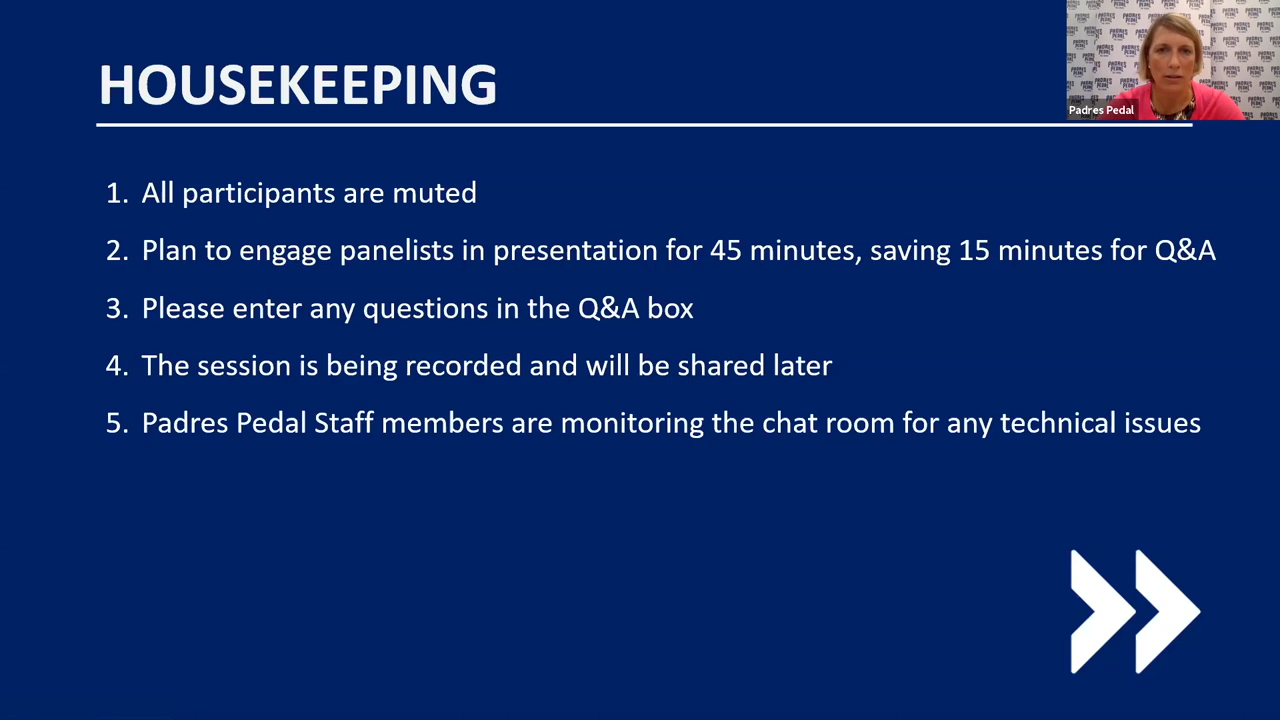 HOUSEKEEPING
Padres Pedal
1. All participants are muted
2. Plan to engage panelists in presentation for 45 minutes, saving 15 minutes for Q&A
3. Please enter any questions in the Q&A box
4. The session is being recorded and will be shared later
5. Padres Pedal Staff members are monitoring the chat room for any technical issues